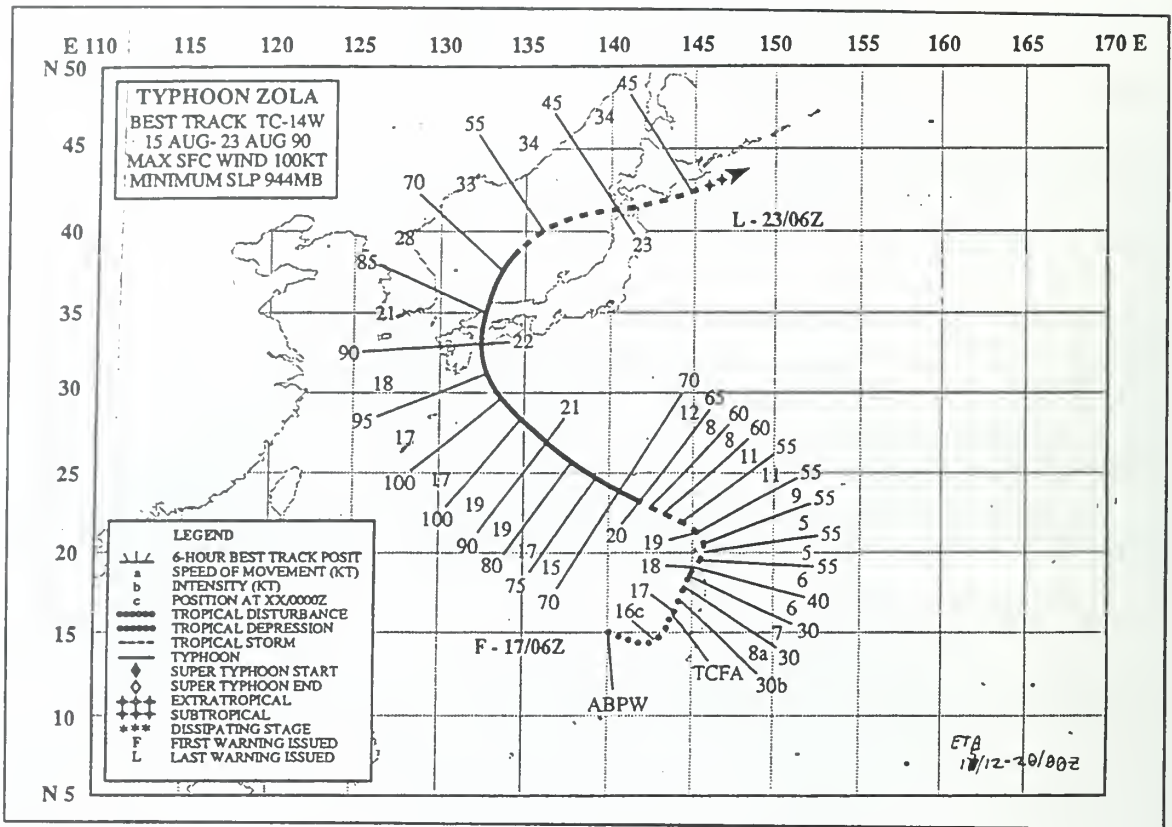 E 110 115 120 125 130 135 140 145 150 155 160 165 170 E
N 50
TYPHOON ZOLA
BEST TRACK TC-14W
15 AUG- 23 AUG 90
MAX SFC WIND 100KT
MINIMUM SLP 944MB
45
45
34
55
34
45
33
70
L - 23/06Z
40
28
23
85
35
21
22
90
18
30
70
65
95
12
60
21
8
60
17
8
55
11
25
11
55
100
17
9
55
19
5
55
100
19
20
19
5
55
90
20
80
17
18
6
40
75
15
17
6
30
70
16c
7
30
15
F - 17/06Z
8a
TCFA
30b
ABPW
10
N 5
LEGEND
6-HOUR BEST TRACK POSIT
a SPEED OF MOVEMENT (KT)
b INTENSITY (KT)
c POSITION AT XX/0000Z
TROPICAL DISTURBANCE
TROPICAL DEPRESSION
TROPICAL STORM
TYPHOON
SUPER TYPHOON START
SUPER TYPHOON END
EXTRATROPICAL
SUBTROPICAL
*** DISSIPATING STAGE
F FIRST WARNING ISSUED
L LAST WARNING ISSUED